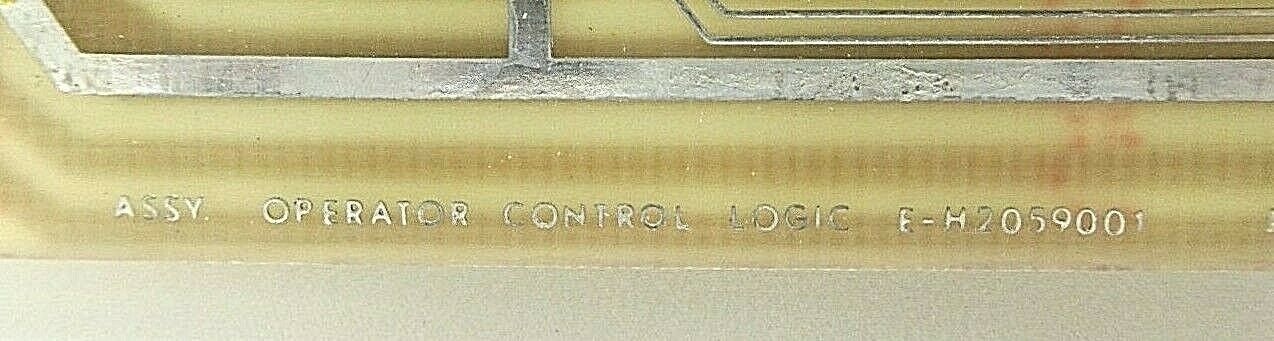 ASSY. OPERATOR CONTROL LOGIC E-H2059001